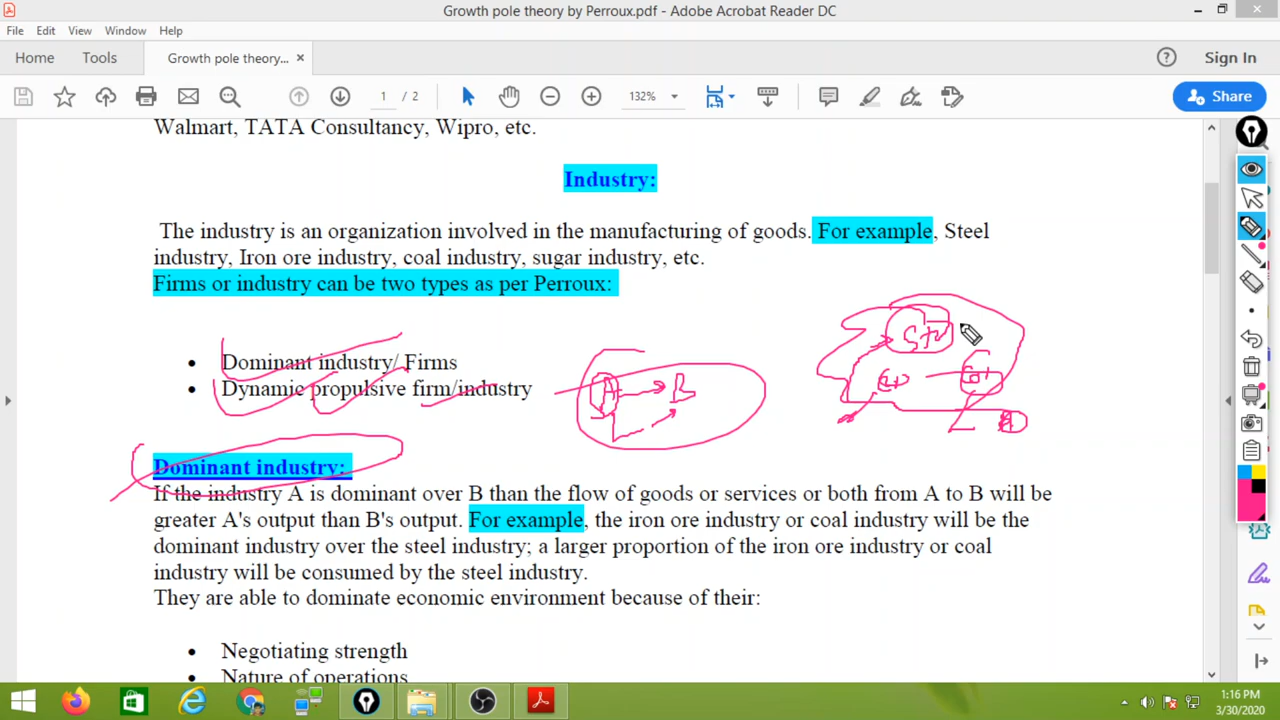 Growth pole theory by Perroux.pdf - Adobe Acrobat Reader DC
File Edit View Window Help
Home Tools Growth pole theory... × Sign In
1 / 2 132% Share
Walmart, TATA Consultancy, Wipro, etc.
Industry:
The industry is an organization involved in the manufacturing of goods. For example, Steel
industry, Iron ore industry, coal industry, sugar industry, etc.
Firms or industry can be two types as per Perroux:
• Dominant industry/ Firms
• Dynamic propulsive firm/industry
A B
Dominant industry:
If the industry A is dominant over B than the flow of goods or services or both from A to B will be
greater A's output than B's output. For example, the iron ore industry or coal industry will be the
dominant industry over the steel industry; a larger proportion of the iron ore industry or coal
industry will be consumed by the steel industry.
They are able to dominate economic environment because of their:
• Negotiating strength
• Nature of operations
1:16 PM
3/30/2020